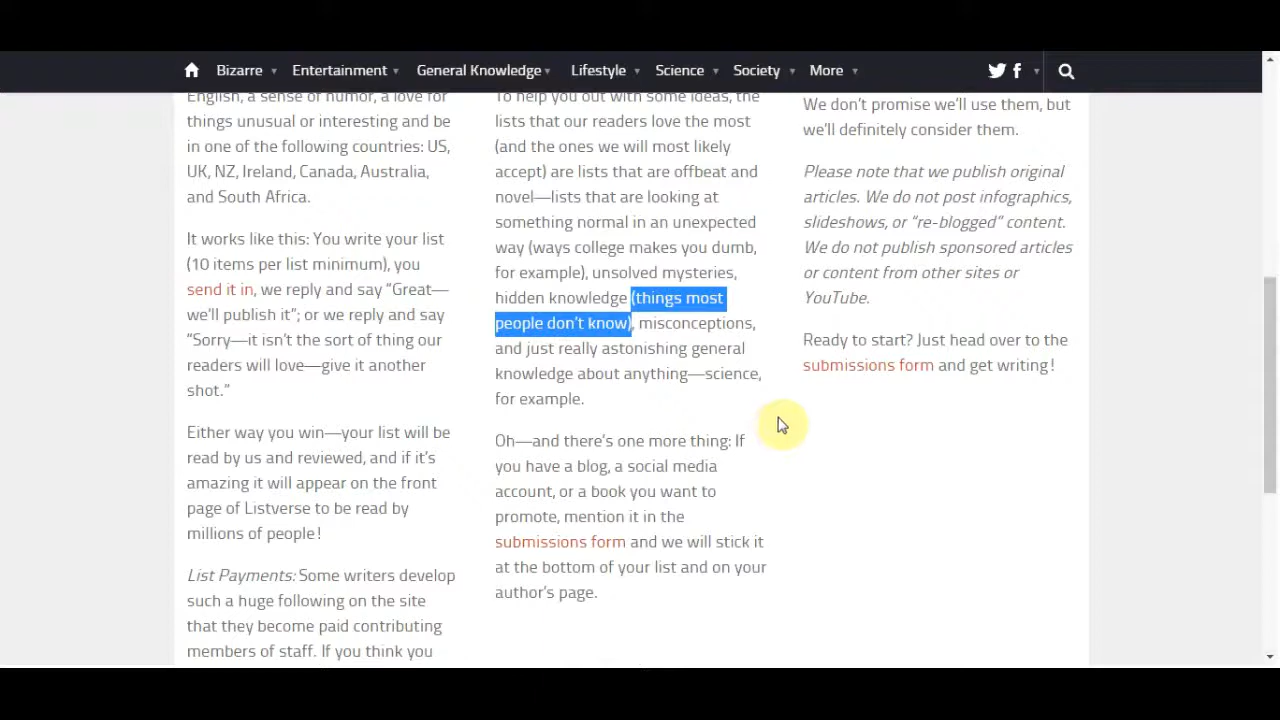 Bizarre Entertainment General Knowledge Lifestyle Science Society More
English, a sense of humor, a love for
things unusual or interesting and be
in one of the following countries: US,
UK, NZ, Ireland, Canada, Australia,
and South Africa.
It works like this: You write your list
(10 items per list minimum), you
send it in, we reply and say “Great—
we’ll publish it”; or we reply and say
“Sorry—it isn’t the sort of thing our
readers will love—give it another
shot.”
Either way you win—your list will be
read by us and reviewed, and if it’s
amazing it will appear on the front
page of Listverse to be read by
millions of people!
List Payments: Some writers develop
such a huge following on the site
that they become paid contributing
members of staff. If you think you
To help you out with some ideas, the
lists that our readers love the most
(and the ones we will most likely
accept) are lists that are offbeat and
novel—lists that are looking at
something normal in an unexpected
way (ways college makes you dumb,
for example), unsolved mysteries,
hidden knowledge (things most
people don’t know), misconceptions,
and just really astonishing general
knowledge about anything—science,
for example.
Oh—and there’s one more thing: If
you have a blog, a social media
account, or a book you want to
promote, mention it in the
submissions form and we will stick it
at the bottom of your list and on your
author’s page.
We don’t promise we’ll use them, but
we’ll definitely consider them.
Please note that we publish original
articles. We do not post infographics,
slideshows, or “re-blogged” content.
We do not publish sponsored articles
or content from other sites or
YouTube.
Ready to start? Just head over to the
submissions form and get writing!